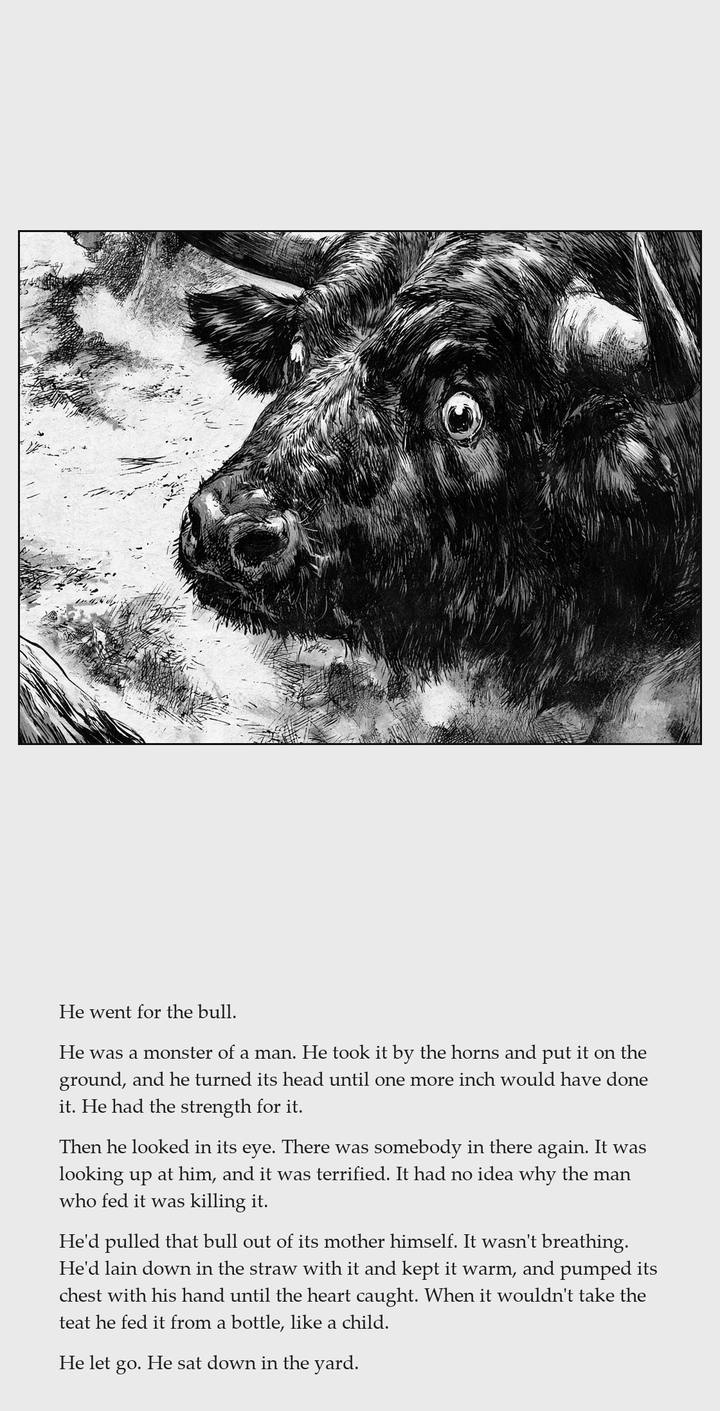 He went for the bull.
He was a monster of a man. He took it by the horns and put it on the
ground, and he turned its head until one more inch would have done
it. He had the strength for it.
Then he looked in its eye. There was somebody in there again. It was
looking up at him, and it was terrified. It had no idea why the man
who fed it was killing it.
He'd pulled that bull out of its mother himself. It wasn't breathing.
He'd lain down in the straw with it and kept it warm, and pumped its
chest with his hand until the heart caught. When it wouldn't take the
teat he fed it from a bottle, like a child.
He let go. He sat down in the yard.